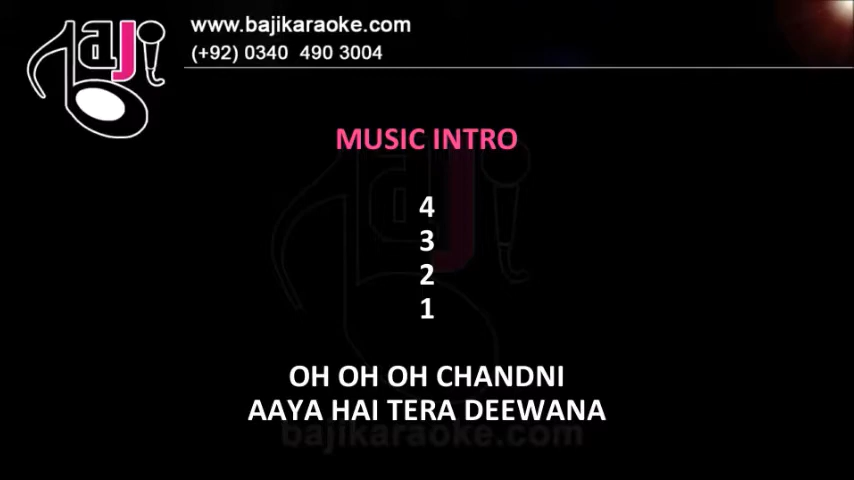 www.bajikaraoke.com
(+92) 0340 490 3004
baji
MUSIC INTRO
4
3
2
1
OH OH OH CHANDNI
AAYA HAI TERA DEEWANA
bajikaraoke.com